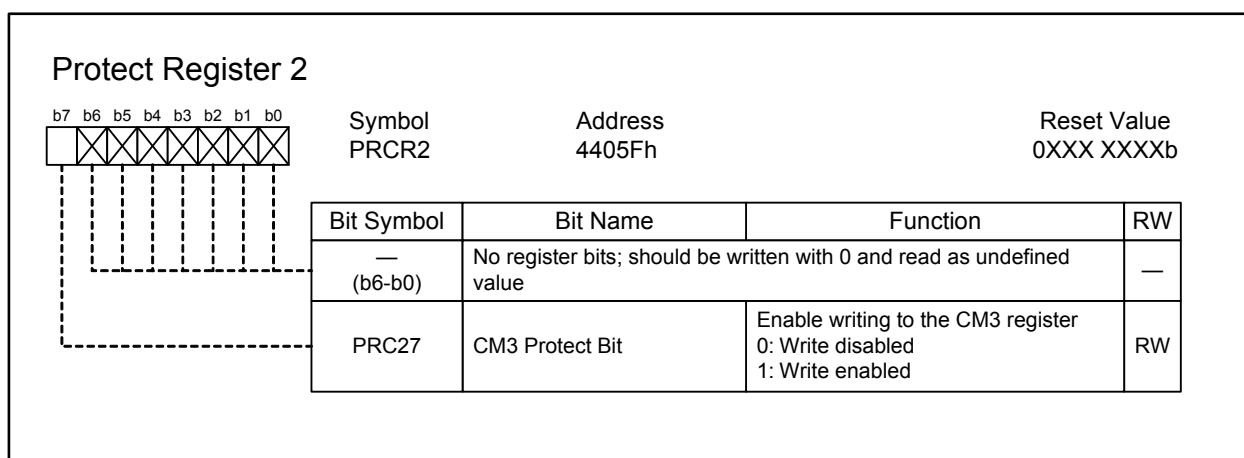 Protect Register 2
b7 b6 b5 b4 b3 b2 b1 b0
Symbol Address Reset Value
PRCR2 4405Fh 0XXX XXXXb
Bit Symbol Bit Name Function RW
—
(b6-b0)
No register bits; should be written with 0 and read as undefined
value
—
PRC27
CM3 Protect Bit
Enable writing to the CM3 register
0: Write disabled
1: Write enabled
RW